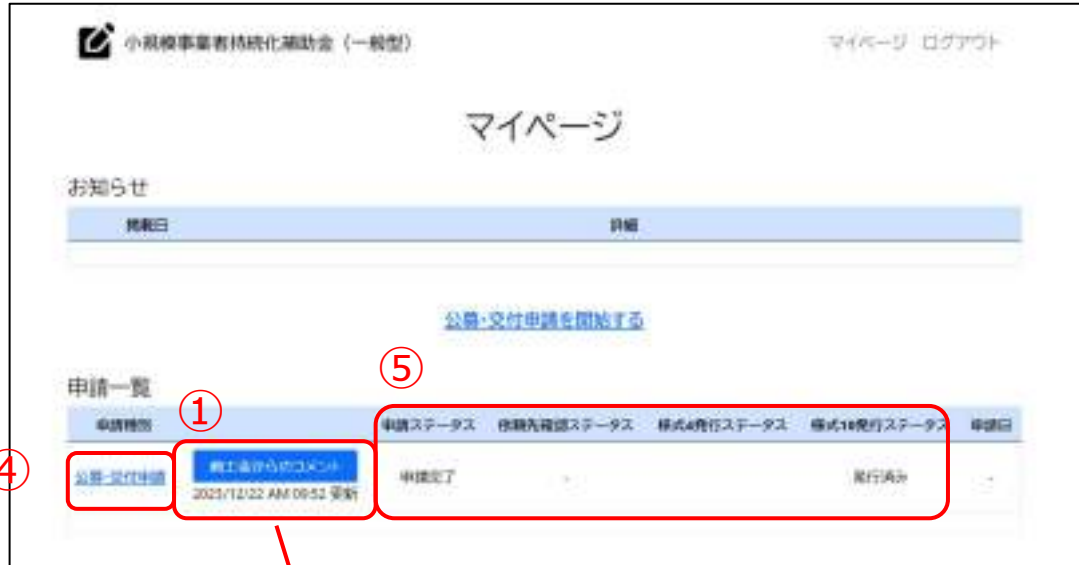 小規模事業者持続化補助金（一般型） マイページ ログアウト
マイページ
お知らせ
掲載日 詳細
公募・交付申請を開始する
⑤
申請一覧
①
申請種別 申請ステータス 依頼先確認ステータス 様式4発行ステータス 様式10発行ステータス 申請日
④
公募・交付申請 商工会からのコメント 申請完了 - 発行済み -
2025/12/22 AM 09:52 更新